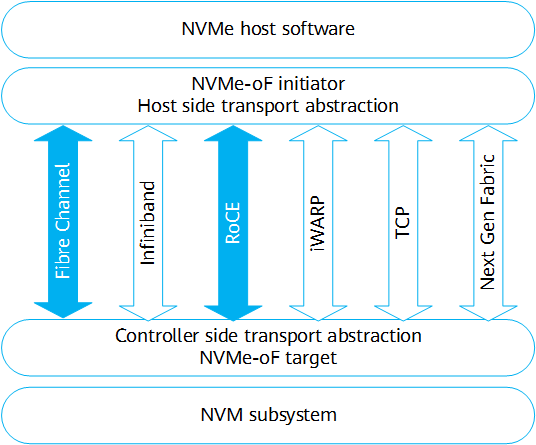 NVMe host software
NVMe-oF initiator
Host side transport abstraction
Fibre Channel
Infiniband
RoCE
iWARP
TCP
Next Gen Fabric
Controller side transport abstraction
NVMe-oF target
NVM subsystem